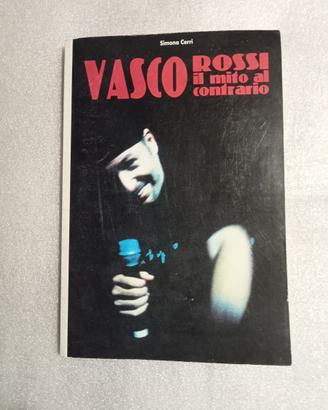 Simona Cerri
VASCO ROSSI
il mito al
contrario